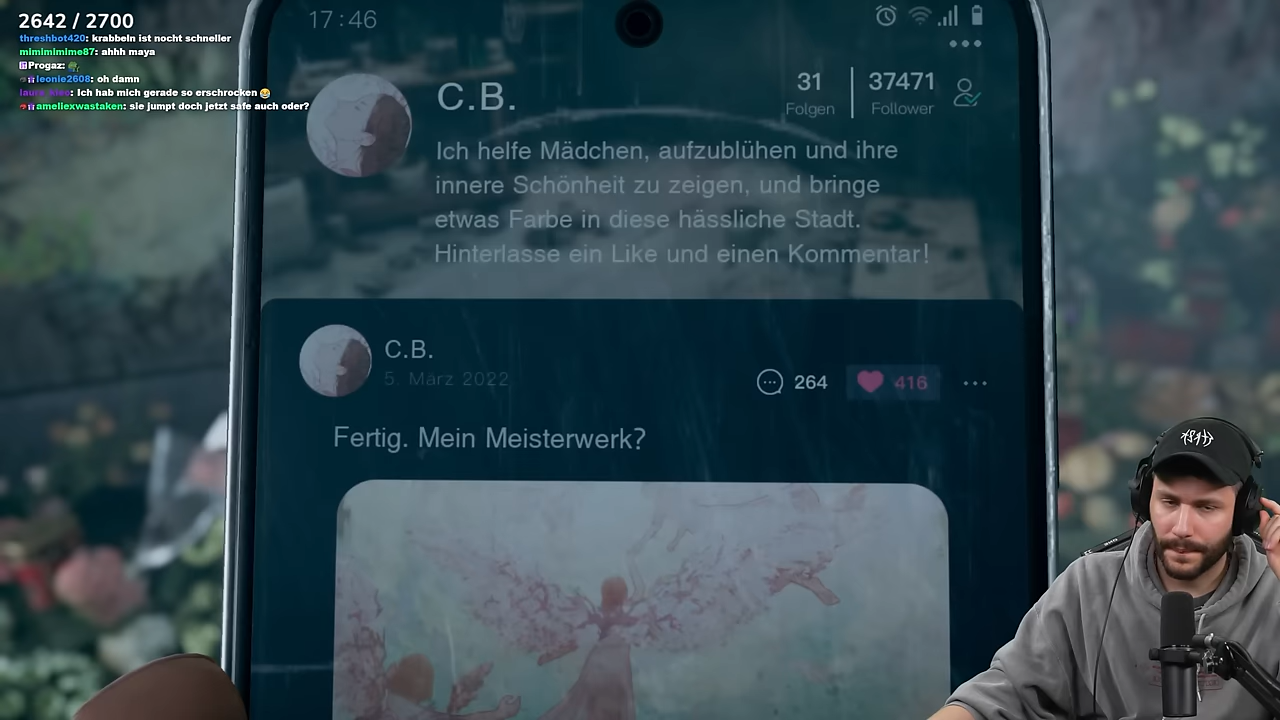 2642 / 2700
threshbot420: krabbeln ist nocht schneller
mimimimime87: ahhh maya
Progaz:
leonie2608: oh damn
Ich hab mich gerade so erschrocken
ameliexwastaken: sie jumpt doch jetzt safe auch oder?
17:46
C.B.
31
37471
Folgen
Follower
Ich helfe Mädchen, aufzublühen und ihre
innere Schönheit zu zeigen, und bringe
etwas Farbe in diese hässliche Stadt.
Hinterlasse ein Like und einen Kommentar!
C.B.
5. März 2022
264
416
Fertig. Mein Meisterwerk?